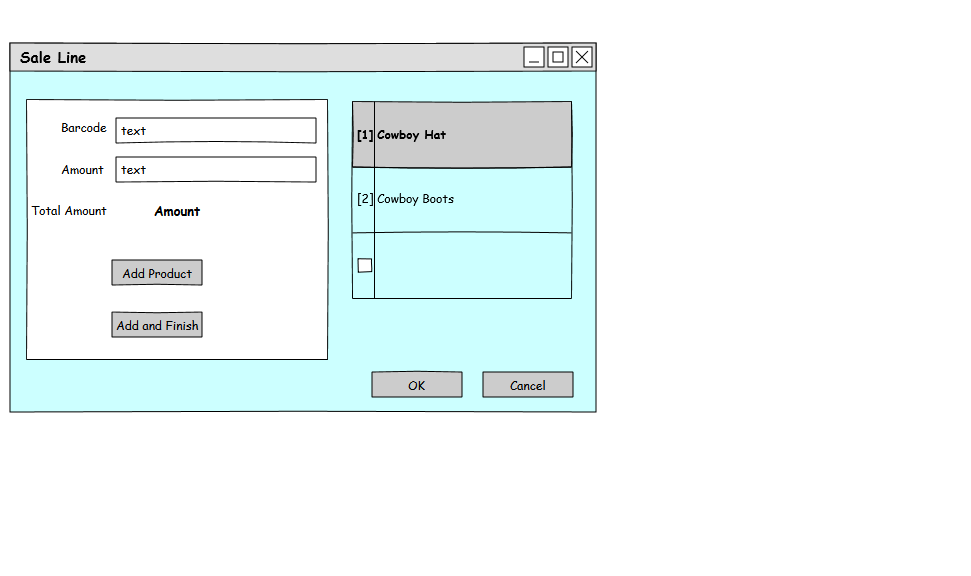 Sale Line
Barcode text
Amount text
Total Amount Amount
Add Product
Add and Finish
[1] Cowboy Hat
[2] Cowboy Boots
OK
Cancel